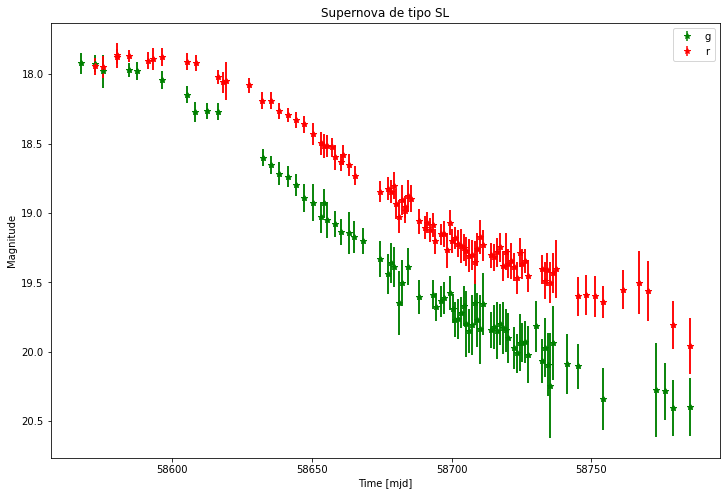 Supernova de tipo SL
g
r
18.0
18.5
19.0
19.5
20.0
20.5
Magnitude
58600
58650
58700
58750
Time [mjd]